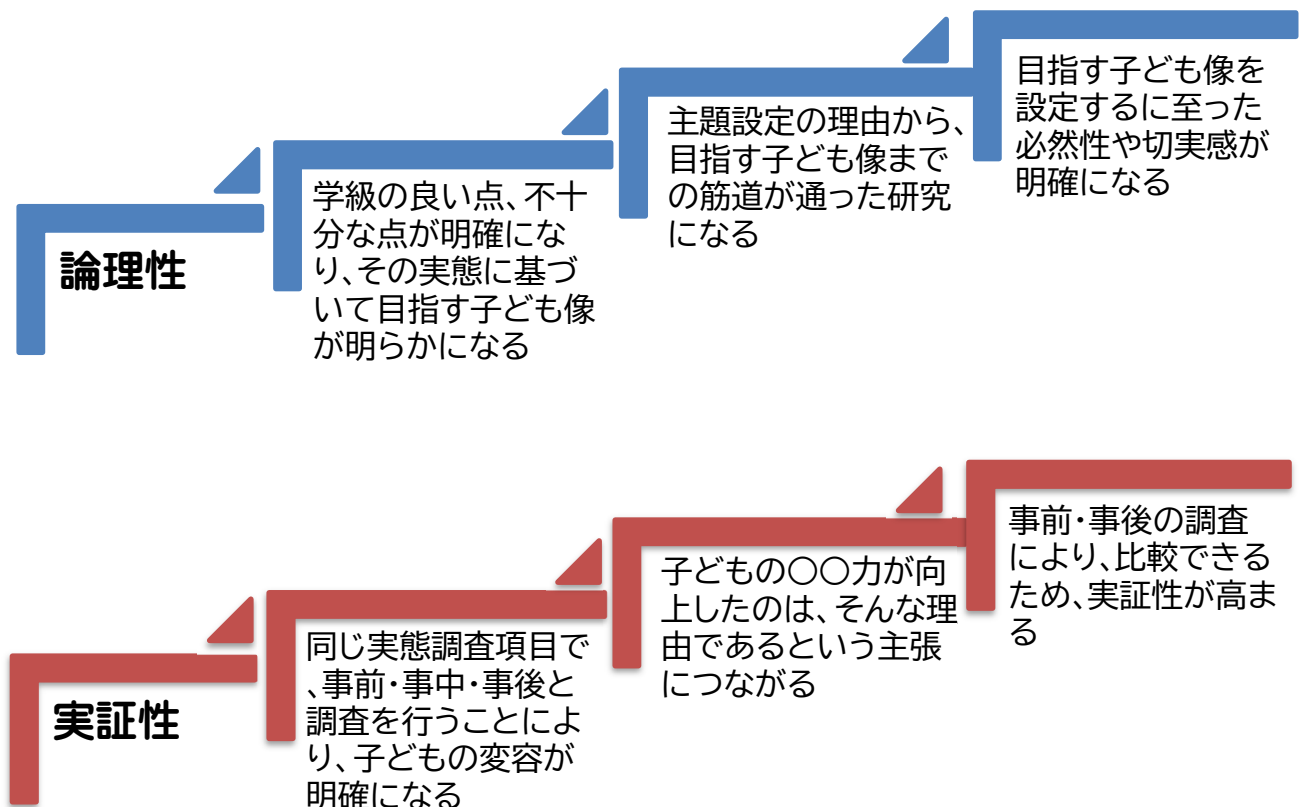 論理性
学級の良い点、不十
分な点が明確にな
り、その実態に基づ
いて目指す子ども像
が明らかになる
主題設定の理由から、
目指す子ども像まで
の筋道が通った研究
になる
目指す子ども像を
設定するに至った
必然性や切実感が
明確になる
実証性
同じ実態調査項目で
、事前・事中・事後と
調査を行うことによ
り、子どもの変容が
明確になる
子どもの〇〇力が向
上したのは、そんな理
由であるという主張
につながる
事前・事後の調査
により、比較できる
ため、実証性が高ま
る